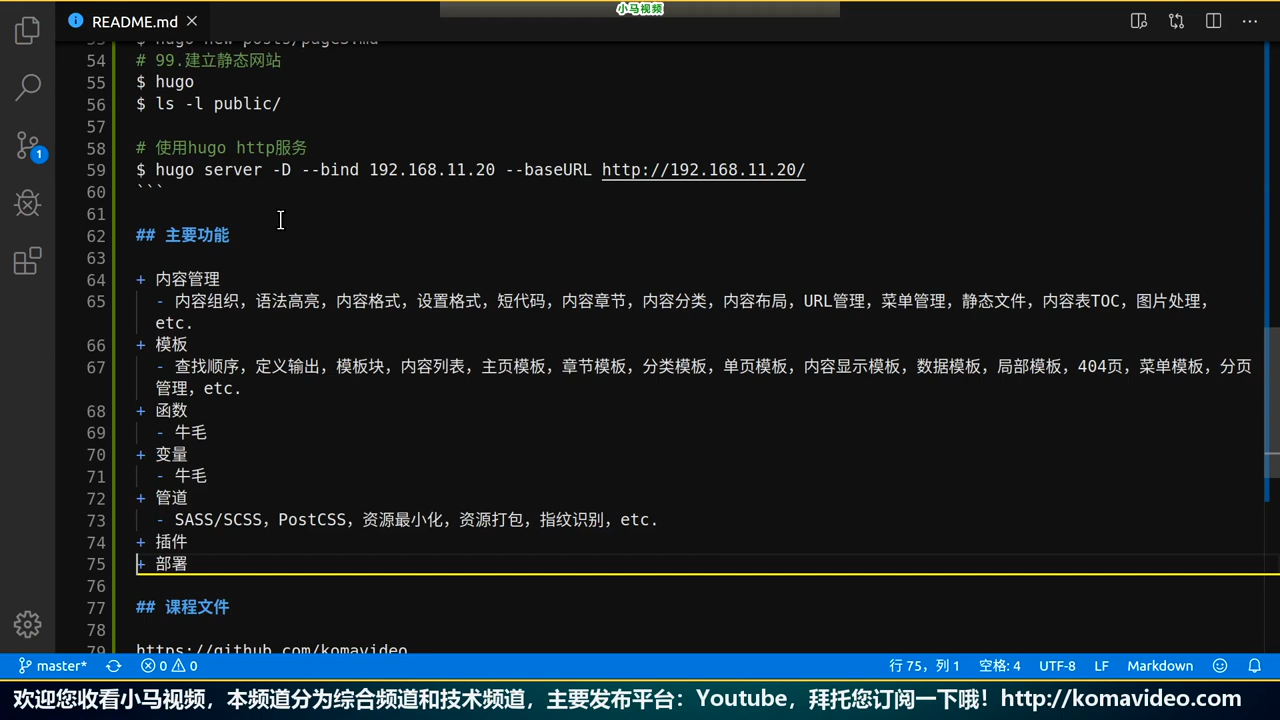 小马视频
README.md
53 $ hugo new posts/page3.md
54 # 99.建立静态网站
55 $ hugo
56 $ ls -l public/
57
58 # 使用hugo http服务
59 $ hugo server -D --bind 192.168.11.20 --baseURL http://192.168.11.20/
60 ```
61
62 ## 主要功能
63
64 + 内容管理
65 - 内容组织，语法高亮，内容格式，设置格式，短代码，内容章节，内容分类，内容布局，URL管理，菜单管理，静态文件，内容表TOC，图片处理，
etc.
66 + 模板
67 - 查找顺序，定义输出，模板块，内容列表，主页模板，章节模板，分类模板，单页模板，内容显示模板，数据模板，局部模板，404页，菜单模板，分页
管理，etc.
68 + 函数
69 - 牛毛
70 + 变量
71 - 牛毛
72 + 管道
73 - SASS/SCSS，PostCSS，资源最小化，资源打包，指纹识别，etc.
74 + 插件
75 + 部署
76
77 ## 课程文件
78
79 https://github.com/komavideo
1
master* 0 0 行 75，列 1 空格: 4 UTF-8 LF Markdown
欢迎您收看小马视频，本频道分为综合频道和技术频道，主要发布平台：Youtube，拜托您订阅一下哦！http://komavideo.com